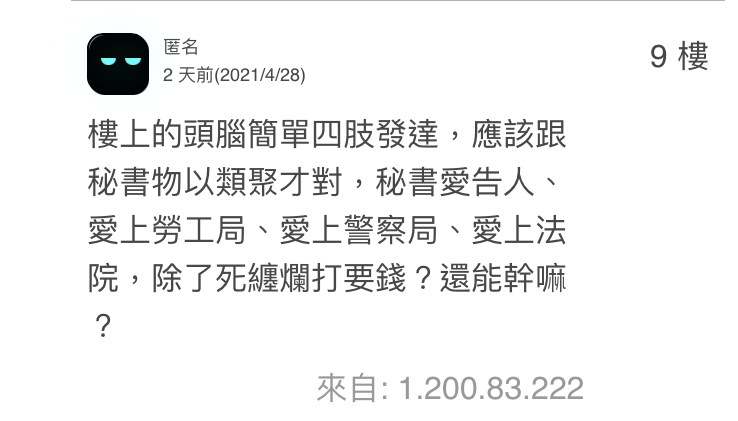 匿名
9 樓
2 天前(2021/4/28)
樓上的頭腦簡單四肢發達，應該跟
秘書物以類聚才對，秘書愛告人、
愛上勞工局、愛上警察局、愛上法
院，除了死纏爛打要錢？還能幹嘛
？
來自: 1.200.83.222